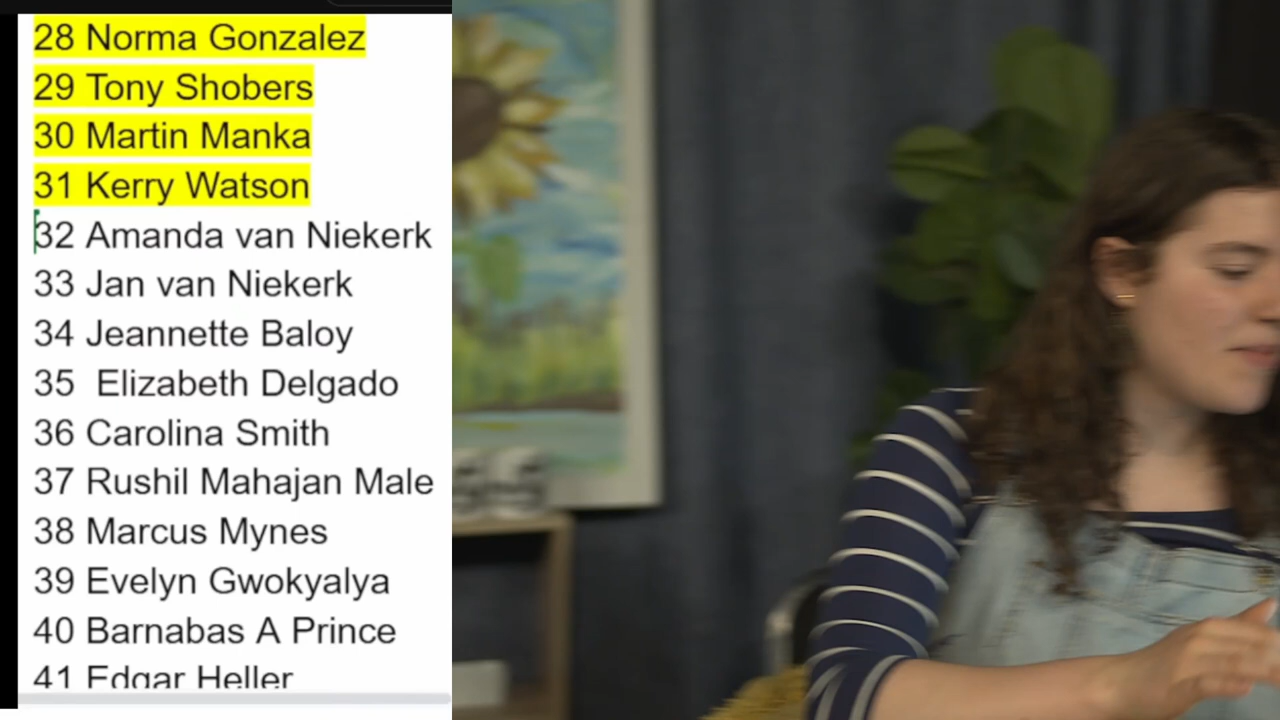 28 Norma Gonzalez
29 Tony Shobers
30 Martin Manka
31 Kerry Watson
32 Amanda van Niekerk
33 Jan van Niekerk
34 Jeannette Baloy
35 Elizabeth Delgado
36 Carolina Smith
37 Rushil Mahajan Male
38 Marcus Mynes
39 Evelyn Gwokyalya
40 Barnabas A Prince
41 Edgar Heller